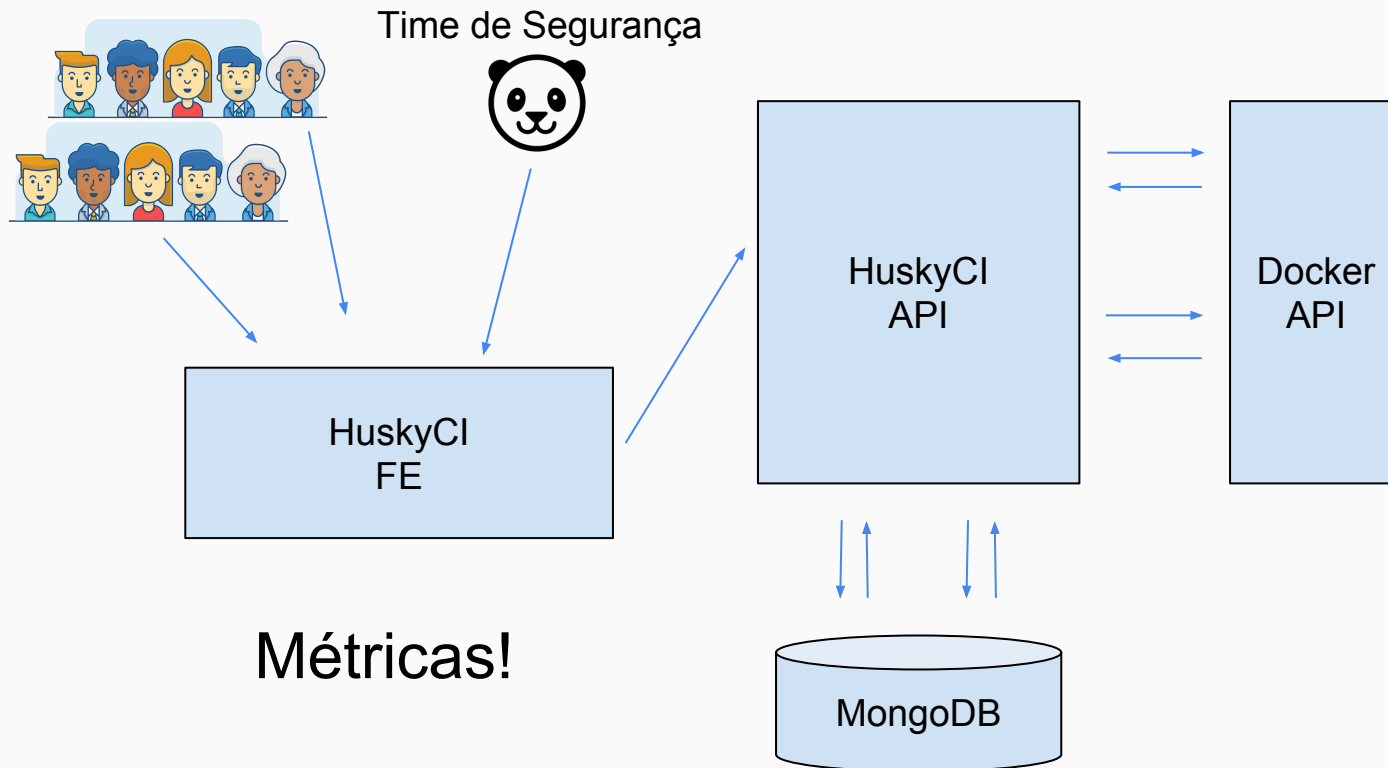 Time de Segurança
HuskyCI
API
Docker
API
HuskyCI
FE
Métricas!
MongoDB